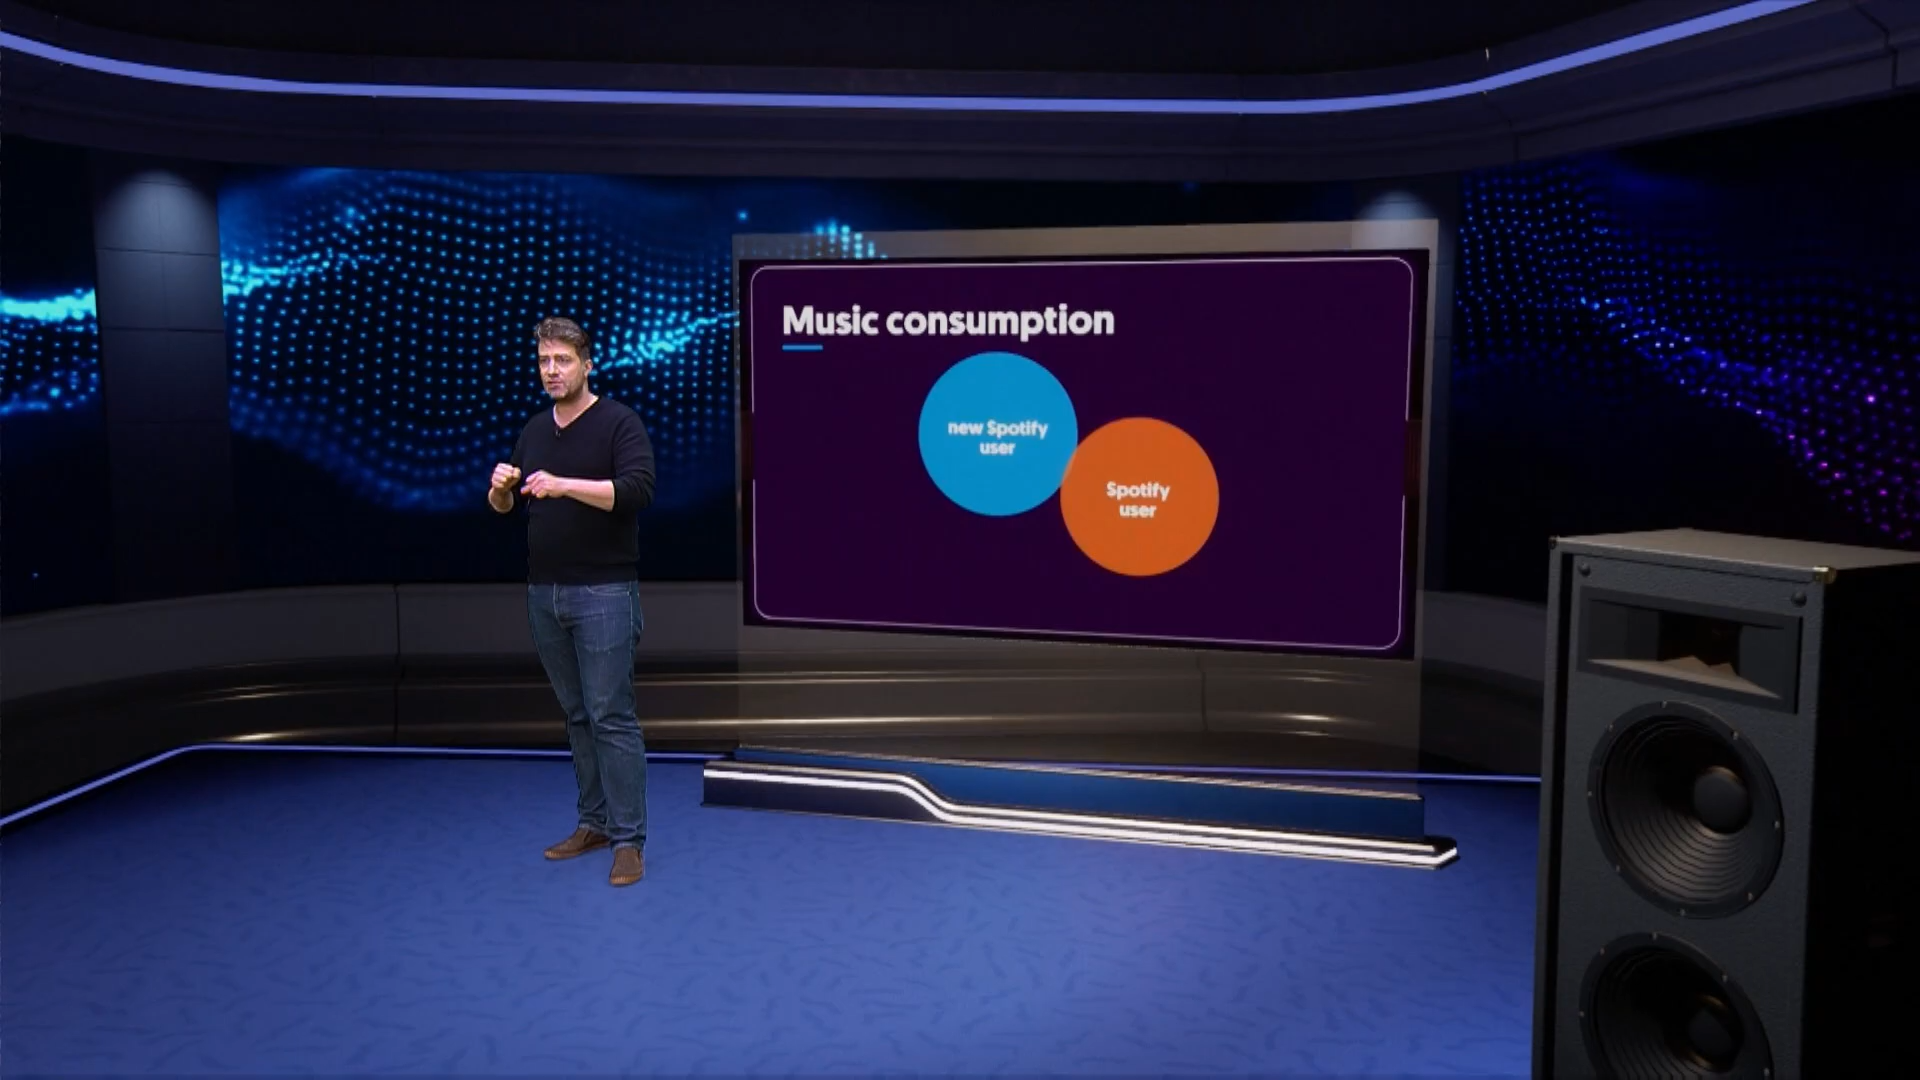 Music consumption
new Spotify
user
Spotify
user